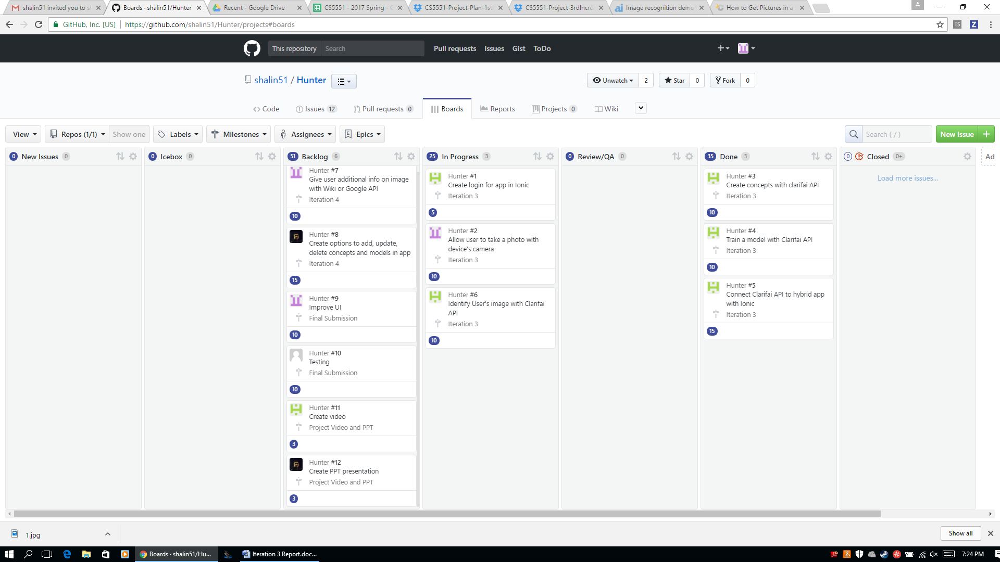 shalin51 invited you to s
Boards · shalin51/Hunter
Recent - Google Drive
CS5551 - 2017 Spring - G
CS5551-Project-Plan-1st
CS5551-Project-3rdIncre
Image recognition demo
How to Get Pictures in a
GitHub, Inc. [US]
https://github.com/shalin51/Hunter/projects#boards
ES
Z
This repository
Search
Pull requests
Issues
Gist
ToDo
shalin51 / Hunter
Unwatch 2
Star 0
Fork 0
Code
Issues 12
Pull requests 0
Boards
Reports
Projects 0
Wiki
View
Repos (1/1)
Show one
Labels
Milestones
Assignees
Epics
Search ( / )
New Issue +
0 New Issues 0
0 Icebox 0
51 Backlog 6
Hunter #7
Give user additional info on image
with Wiki or Google API
Iteration 4
10
Hunter #8
Create options to add, update,
delete concepts and models in app
Iteration 4
15
Hunter #9
Improve UI
Final Submission
10
Hunter #10
Testing
Final Submission
10
Hunter #11
Create video
Project Video and PPT
3
Hunter #12
Create PPT presentation
Project Video and PPT
3
25 In Progress 3
Hunter #1
Create login for app in Ionic
Iteration 3
5
Hunter #2
Allow user to take a photo with
device's camera
Iteration 3
10
Hunter #6
Identify User's image with Clarifai
API
Iteration 3
10
0 Review/QA 0
35 Done 3
Hunter #3
Create concepts with clarifai API
Iteration 3
10
Hunter #4
Train a model with Clarifai API
Iteration 3
10
Hunter #5
Connect Clarifai API to hybrid app
with Ionic
Iteration 3
15
0 Closed 0+
Load more issues...
Ad
1.jpg
Show all
Boards · shalin51/Hu...
Iteration 3 Report.doc...
7:24 PM